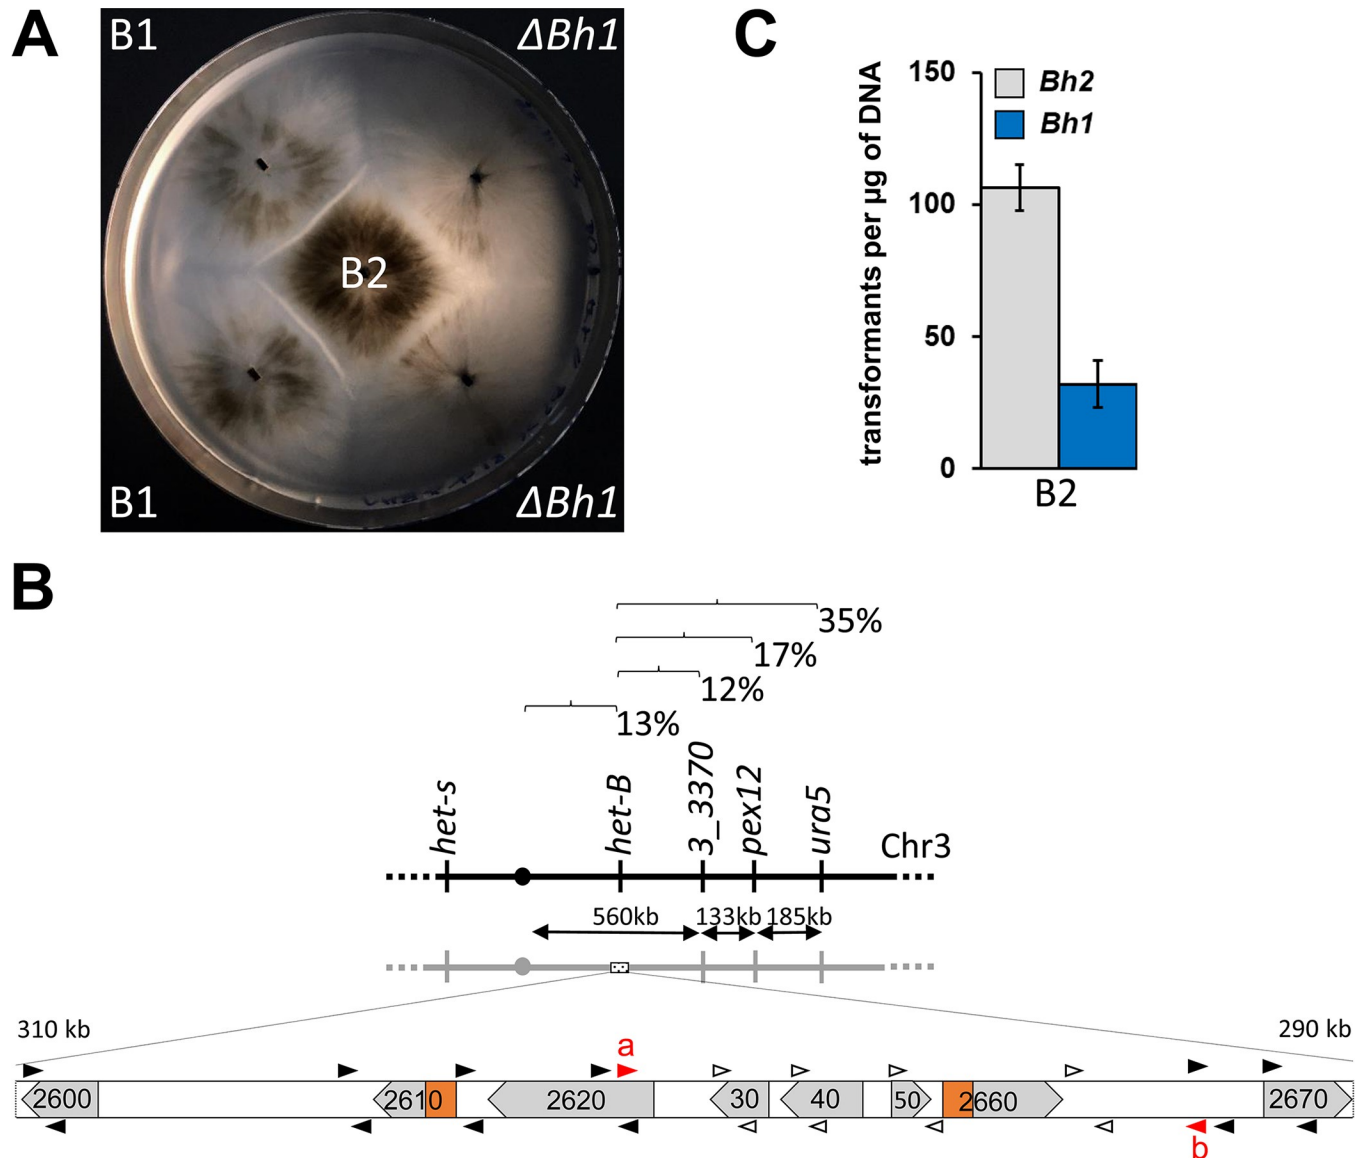 A
B1
ΔBh1
B2
B1
ΔBh1
C
transformants per μg of DNA
150
100
50
0
Bh2
Bh1
B2
B
35%
17%
12%
13%
het-s
het-B
3_3370
pex12
ura5
Chr3
560kb
133kb
185kb
310 kb
290 kb
a
2600
2610
2620
30
40
50
2660
2670
b